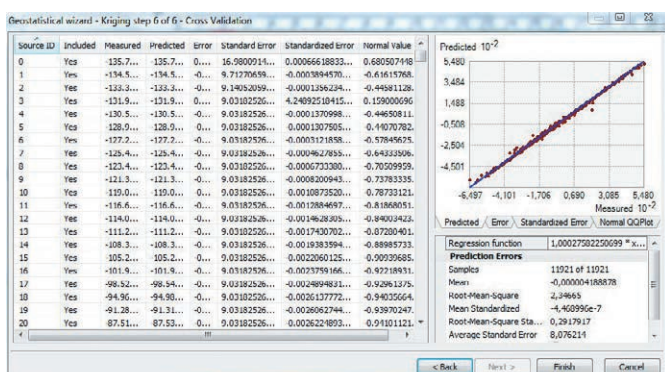 Geostatistical wizard - Kriging step 6 of 6 - Cross Validation
Source ID Included Measured Predicted Error Standard Error Standardized Error Normal Value
0 Yes -135.7... -135.7... 0.... 16.9800914... 0.00066618833... 0.680507448
1 Yes -134.5... -134.5... -0... 9.71270659... -0.0003894570... -0.61615768.
2 Yes -133.3... -133.3... -0... 9.14052059... -0.0001356234... -0.44581128.
3 Yes -131.9... -131.9... 0.... 9.03182526... 4.24892518415... 0.159000696
4 Yes -130.5... -130.5... -0... 9.03182526... -0.0001370998... -0.44650811.
5 Yes -128.9... -128.9... -0... 9.03182526... -0.0001307505... -0.44070782.
6 Yes -127.2... -127.2... -0... 9.03182526... -0.0003121858... -0.57845625.
7 Yes -125.4... -125.4... -0... 9.03182526... -0.0004627855... -0.64333506.
8 Yes -123.4... -123.4... -0... 9.03182526... -0.0006733380... -0.70509959.
9 Yes -121.3... -121.3... -0... 9.03182526... -0.0008200943... -0.73783335.
10 Yes -119.0... -119.0... -0... 9.03182526... -0.0010873520... -0.78733121.
11 Yes -116.6... -116.6... -0... 9.03182526... -0.0012884697... -0.81868051.
12 Yes -114.0... -114.0... -0... 9.03182526... -0.0014628305... -0.84003423.
13 Yes -111.2... -111.2... -0... 9.03182526... -0.0017430702... -0.87280401.
14 Yes -108.3... -108.3... -0... 9.03182526... -0.0019383594... -0.88985733.
15 Yes -105.2... -105.2... -0... 9.03182526... -0.0022060125... -0.90939685.
16 Yes -101.9... -101.9... -0... 9.03182526... -0.0023759166... -0.92218931.
17 Yes -98.52... -98.54... -0... 9.03182526... -0.0024894831... -0.92961375.
18 Yes -94.96... -94.98... -0... 9.03182526... -0.0026137772... -0.94035664.
19 Yes -91.28... -91.31... -0... 9.03182526... -0.0026062744... -0.93970247.
20 Yes -87.51... -87.53... -0... 9.03182526... -0.0026224893... -0.94101121.
Predicted 10-2
5,480
3,484
1,488
-0,508
-2,504
-4,501
-6,497 -4,101 -1,706 0,690 3,085 5,480
Measured 10-2
Predicted Error Standardized Error Normal QQPlot
Regression function 1,00027582250699 * x...
Prediction Errors
Samples 11921 of 11921
Mean -0,000004188878
Root-Mean-Square 2,34665
Mean Standardized -4,468996e-7
Root-Mean-Square Sta... 0,2917917
Average Standard Error 8,076214
< Back Next > Finish Cancel